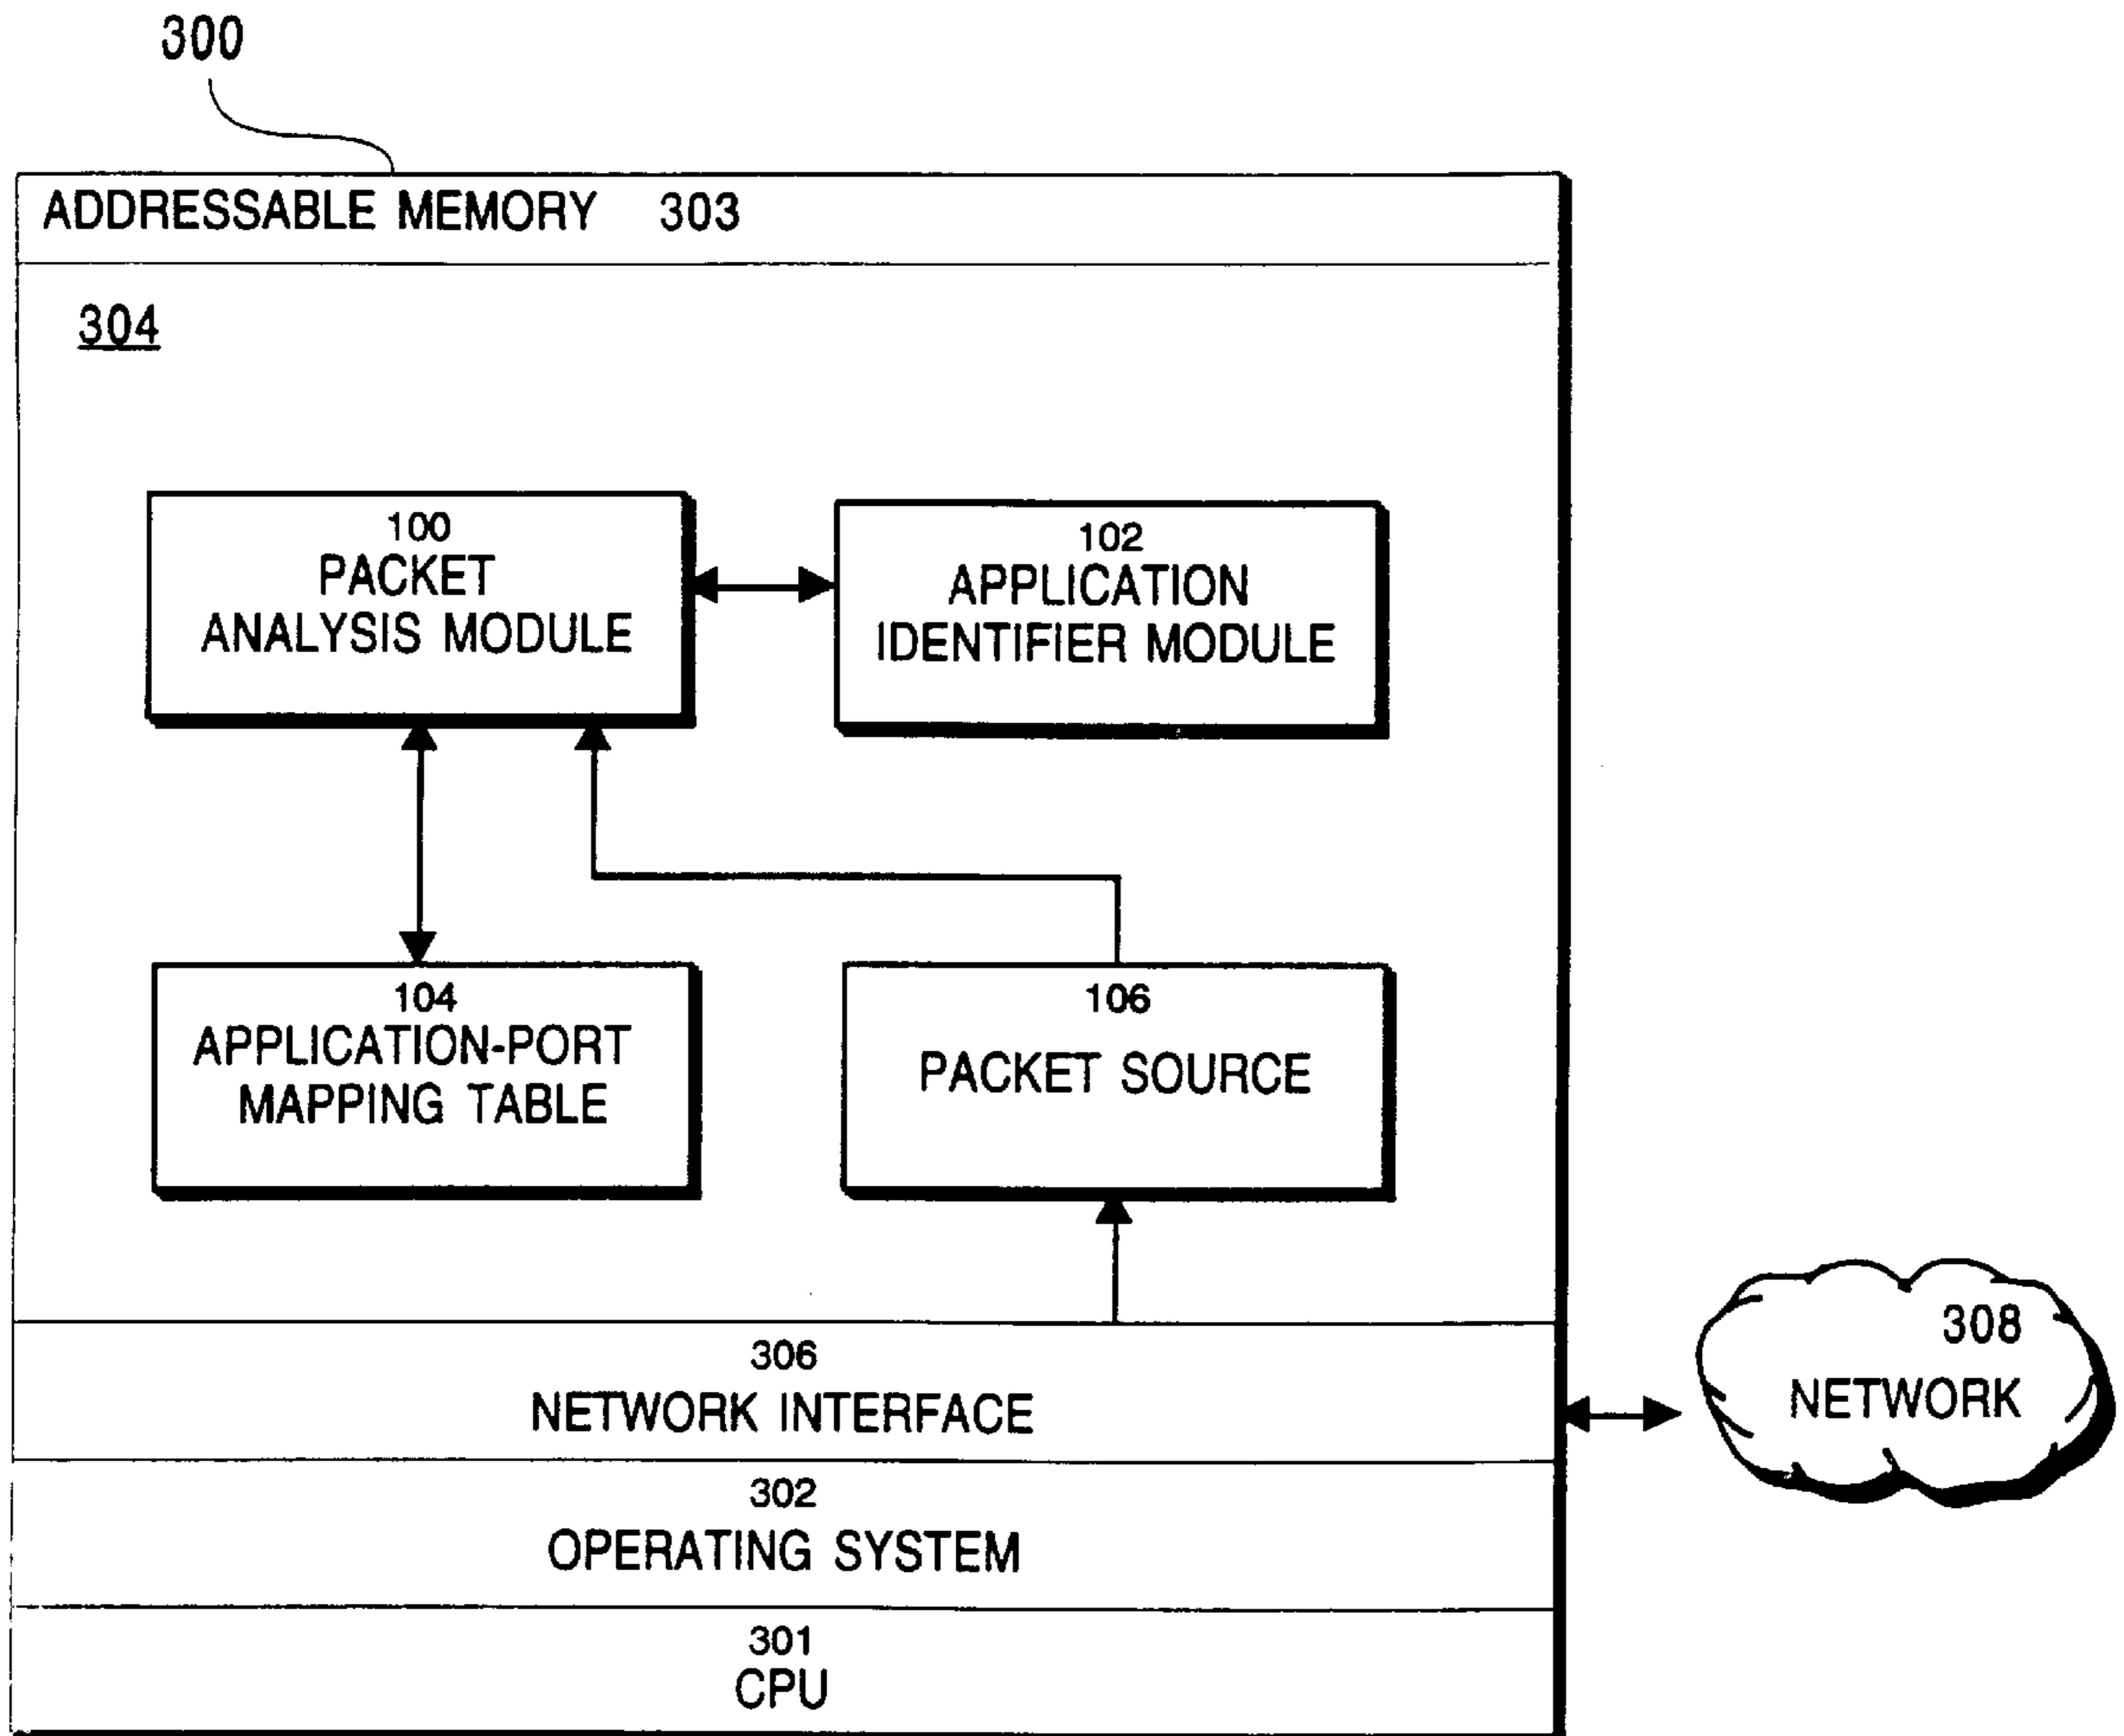 300
ADDRESSABLE MEMORY 303
304
100
PACKET
ANALYSIS MODULE
102
APPLICATION
IDENTIFIER MODULE
104
APPLICATION-PORT
MAPPING TABLE
106
PACKET SOURCE
306
NETWORK INTERFACE
308
NETWORK
302
OPERATING SYSTEM
301
CPU